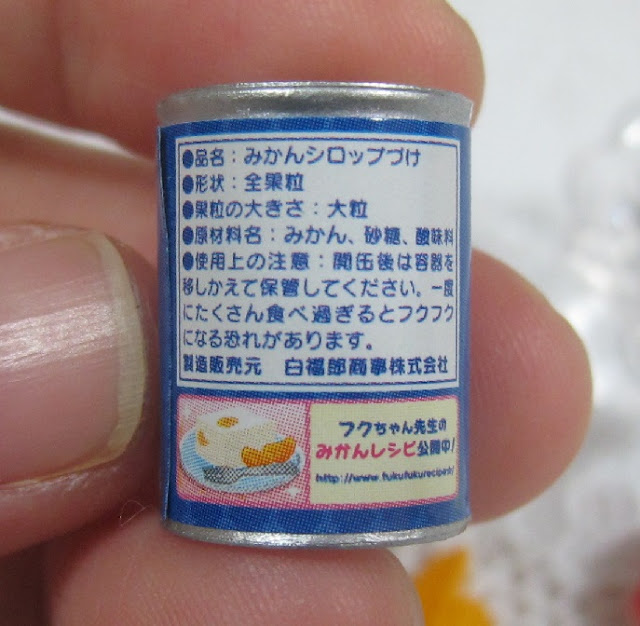 ●品名：みかんシロップづけ
●形状：全果粒
●果粒の大きさ：大粒
●原材料名：みかん、砂糖、酸味料
●使用上の注意：開缶後は容器を
移しかえて保管してください。一度
にたくさん食べ過ぎるとフクフク
になる恐れがあります。
製造販売元 白福郎商事株式会社
フクちゃん先生の
みかんレシピ公開中!